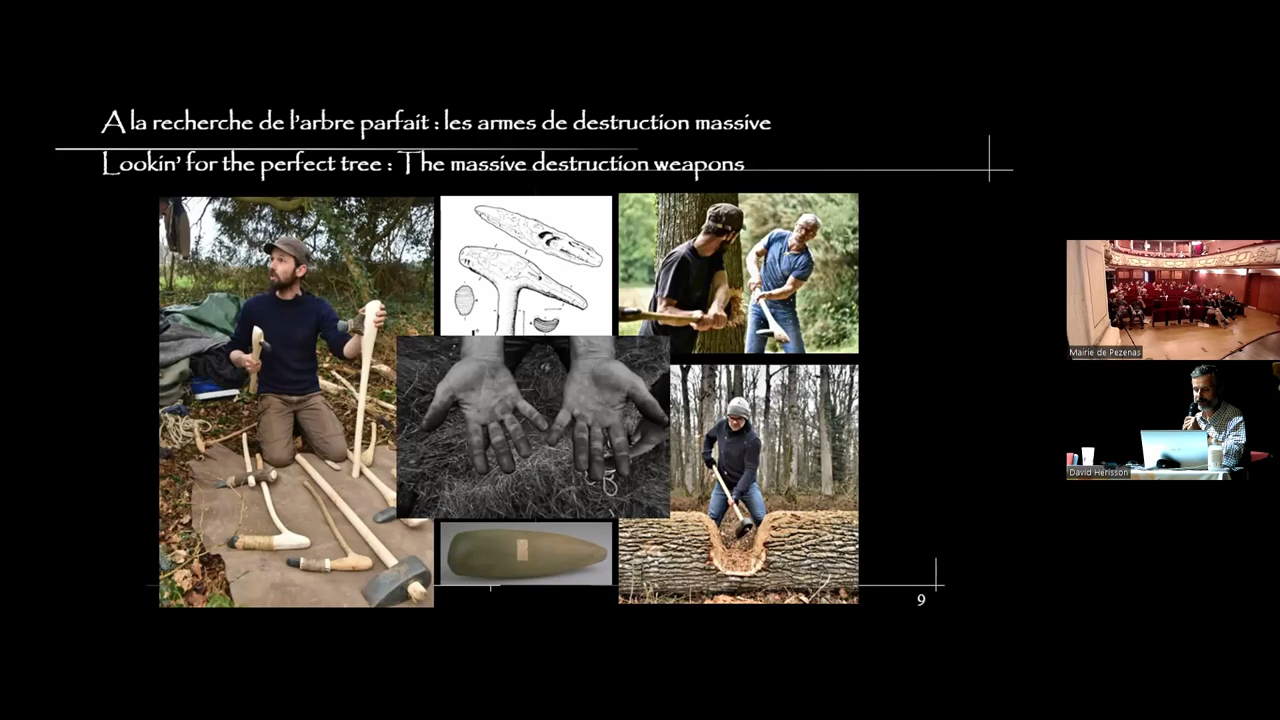 A la recherche de l'arbre parfait : les armes de destruction massive
Lookin' for the perfect tree : The massive destruction weapons
9
Mairie de Pezenas
David Herisson